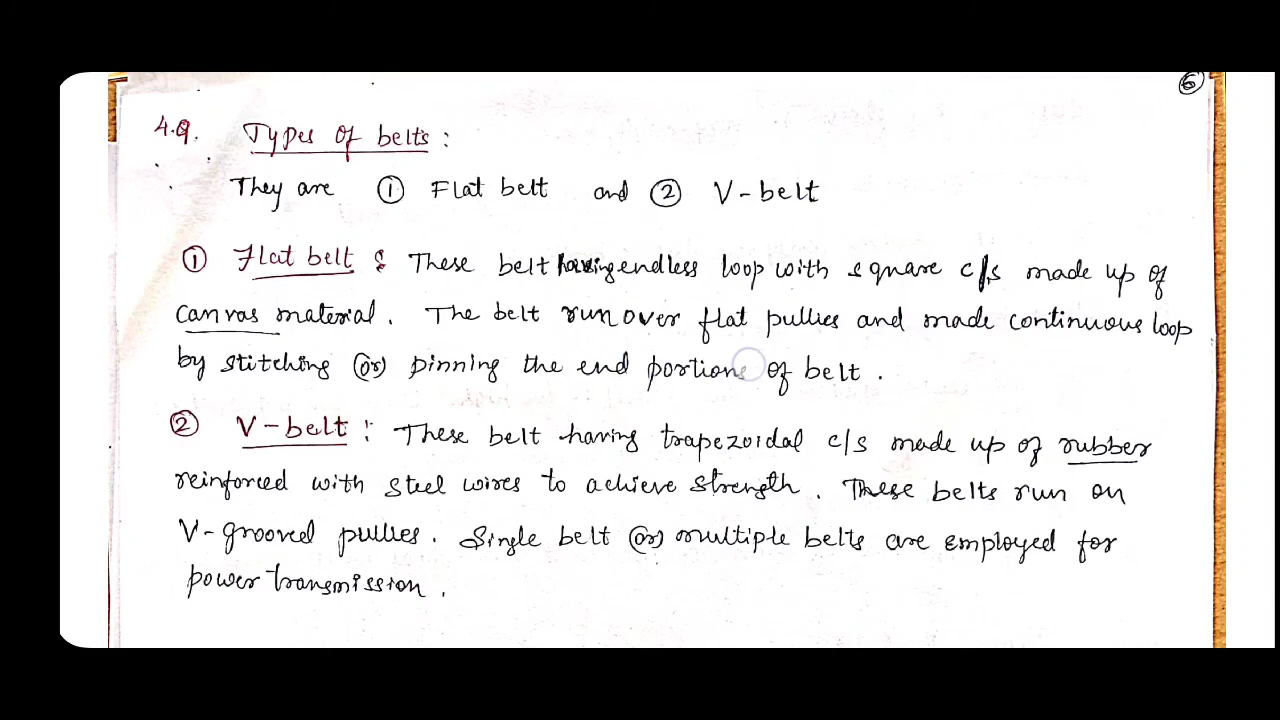 6
4.9. Types of belts :
They are ① Flat belt and ② V-belt
① Flat belt : These belt having endless loop with square c/s made up of
canvas material. The belt run over flat pullies and made continuous loop
by stitching (or) pinning the end portions of belt.
② V-belt : These belt having trapezoidal c/s made up of rubber
reinforced with steel wires to achieve strength. These belts run on
V-grooved pullies. Single belt (or) multiple belts are employed for
power transmission.